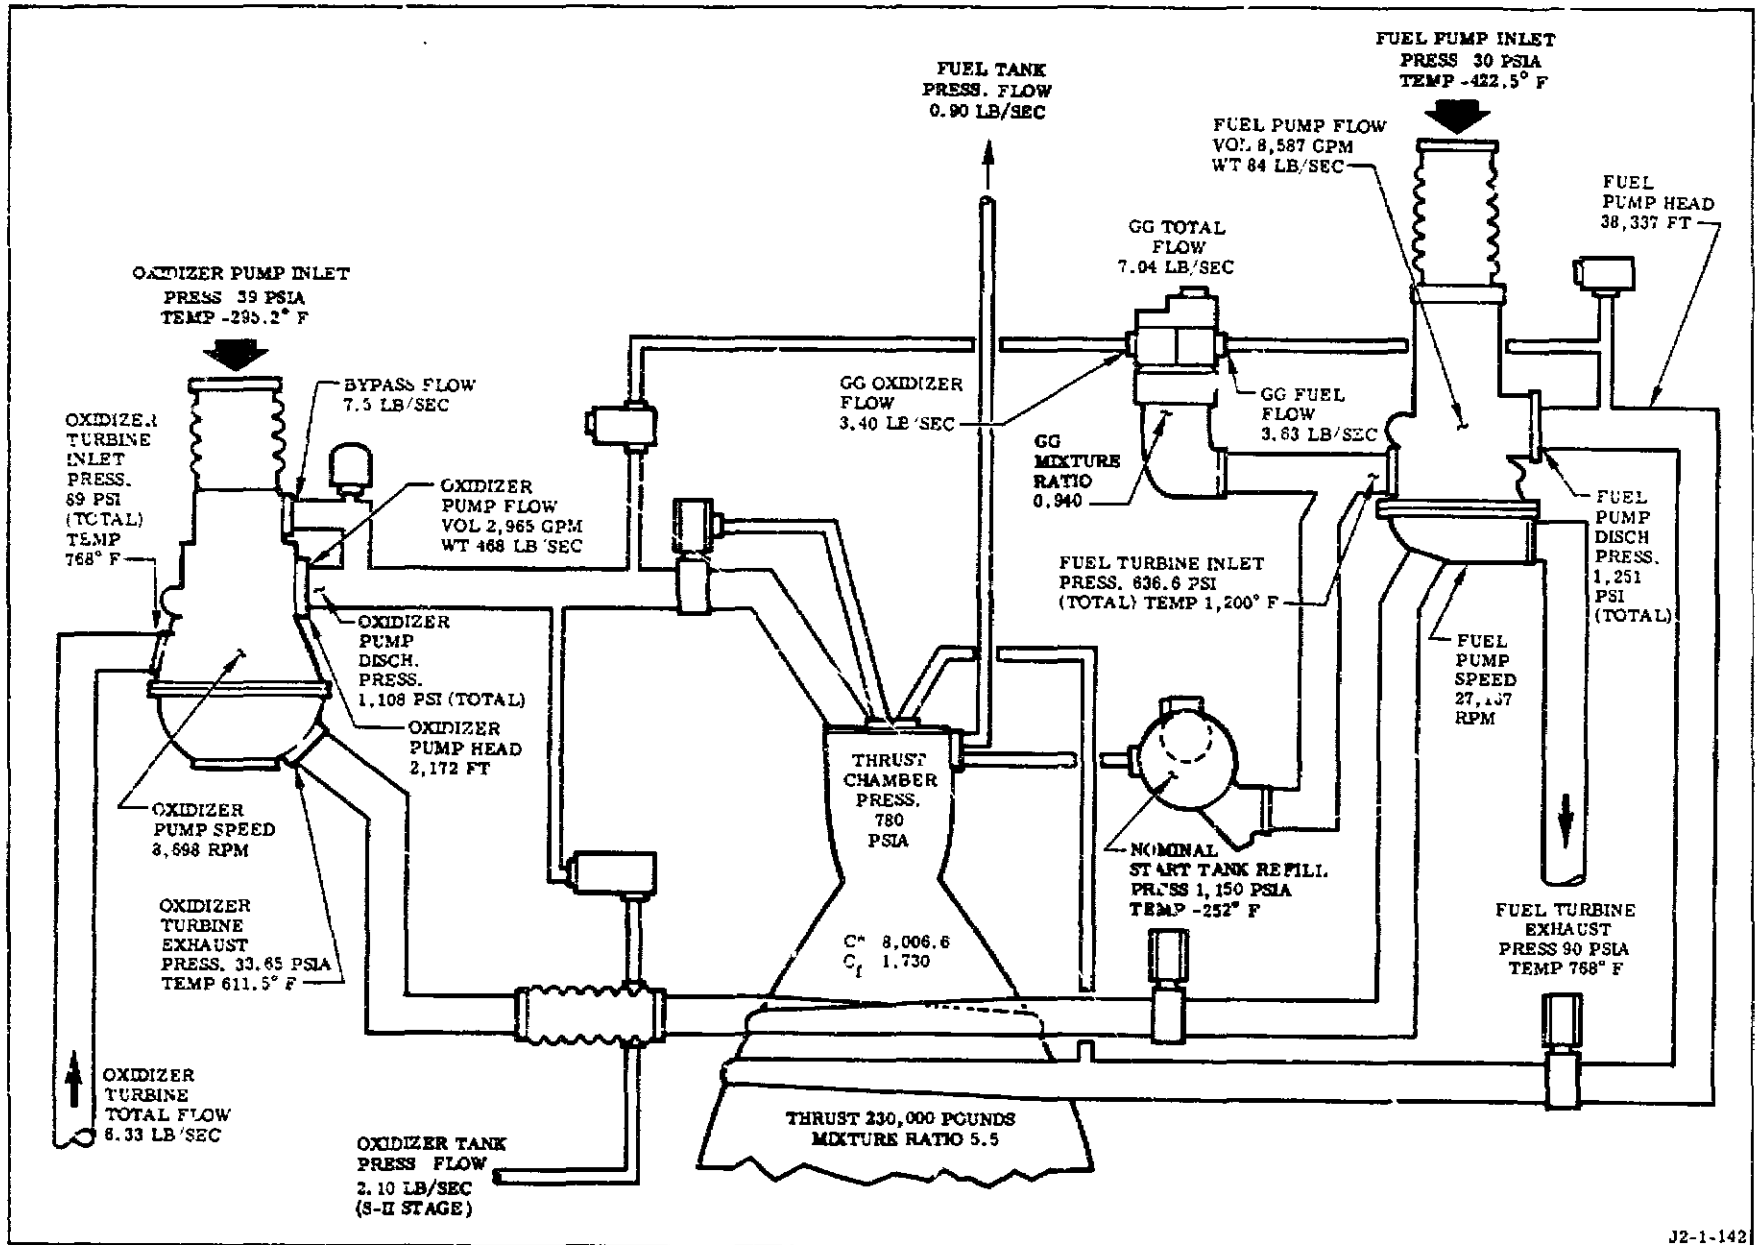 FUEL PUMP INLET
PRESS 30 PSIA
TEMP -422.5° F
FUEL TANK
PRESS. FLOW
0.90 LB/SEC
FUEL PUMP FLOW
VOL 8,587 GPM
WT 84 LB/SEC
FUEL
PUMP HEAD
38,337 FT
GG TOTAL
FLOW
7.04 LB/SEC
OXIDIZER PUMP INLET
PRESS 39 PSIA
TEMP -295.2° F
BYPASS FLOW
7.5 LB/SEC
GG OXIDIZER
FLOW
3.40 LB/SEC
GG FUEL
FLOW
3.63 LB/SEC
OXIDIZER
TURBINE
INLET
PRESS.
89 PSI
(TOTAL)
TEMP
768° F
OXIDIZER
PUMP FLOW
VOL 2,965 GPM
WT 468 LB/SEC
GG
MIXTURE
RATIO
0.940
FUEL
PUMP
DISCH
PRESS.
1,251
PSI
(TOTAL)
FUEL TURBINE INLET
PRESS. 636.6 PSI
(TOTAL) TEMP 1,200° F
OXIDIZER
PUMP
DISCH.
PRESS.
1,108 PSI (TOTAL)
FUEL
PUMP
SPEED
RPM
OXIDIZER
PUMP HEAD
2,172 FT
THRUST
CHAMBER
PRESS.
780
PSIA
OXIDIZER
PUMP SPEED
RPM
NOMINAL
START TANK REFILL
PRESS 1,150 PSIA
TEMP -252° F
OXIDIZER
TURBINE
EXHAUST
PRESS. 33.65 PSIA
TEMP 611.5° F
C* 8,006.6
Cf 1.730
FUEL TURBINE
EXHAUST
PRESS 90 PSIA
TEMP 768° F
OXIDIZER
TURBINE
TOTAL FLOW
6.33 LB/SEC
THRUST 230,000 POUNDS
MIXTURE RATIO 5.5
OXIDIZER TANK
PRESS FLOW
2.10 LB/SEC
(S-II STAGE)
J2-1-142